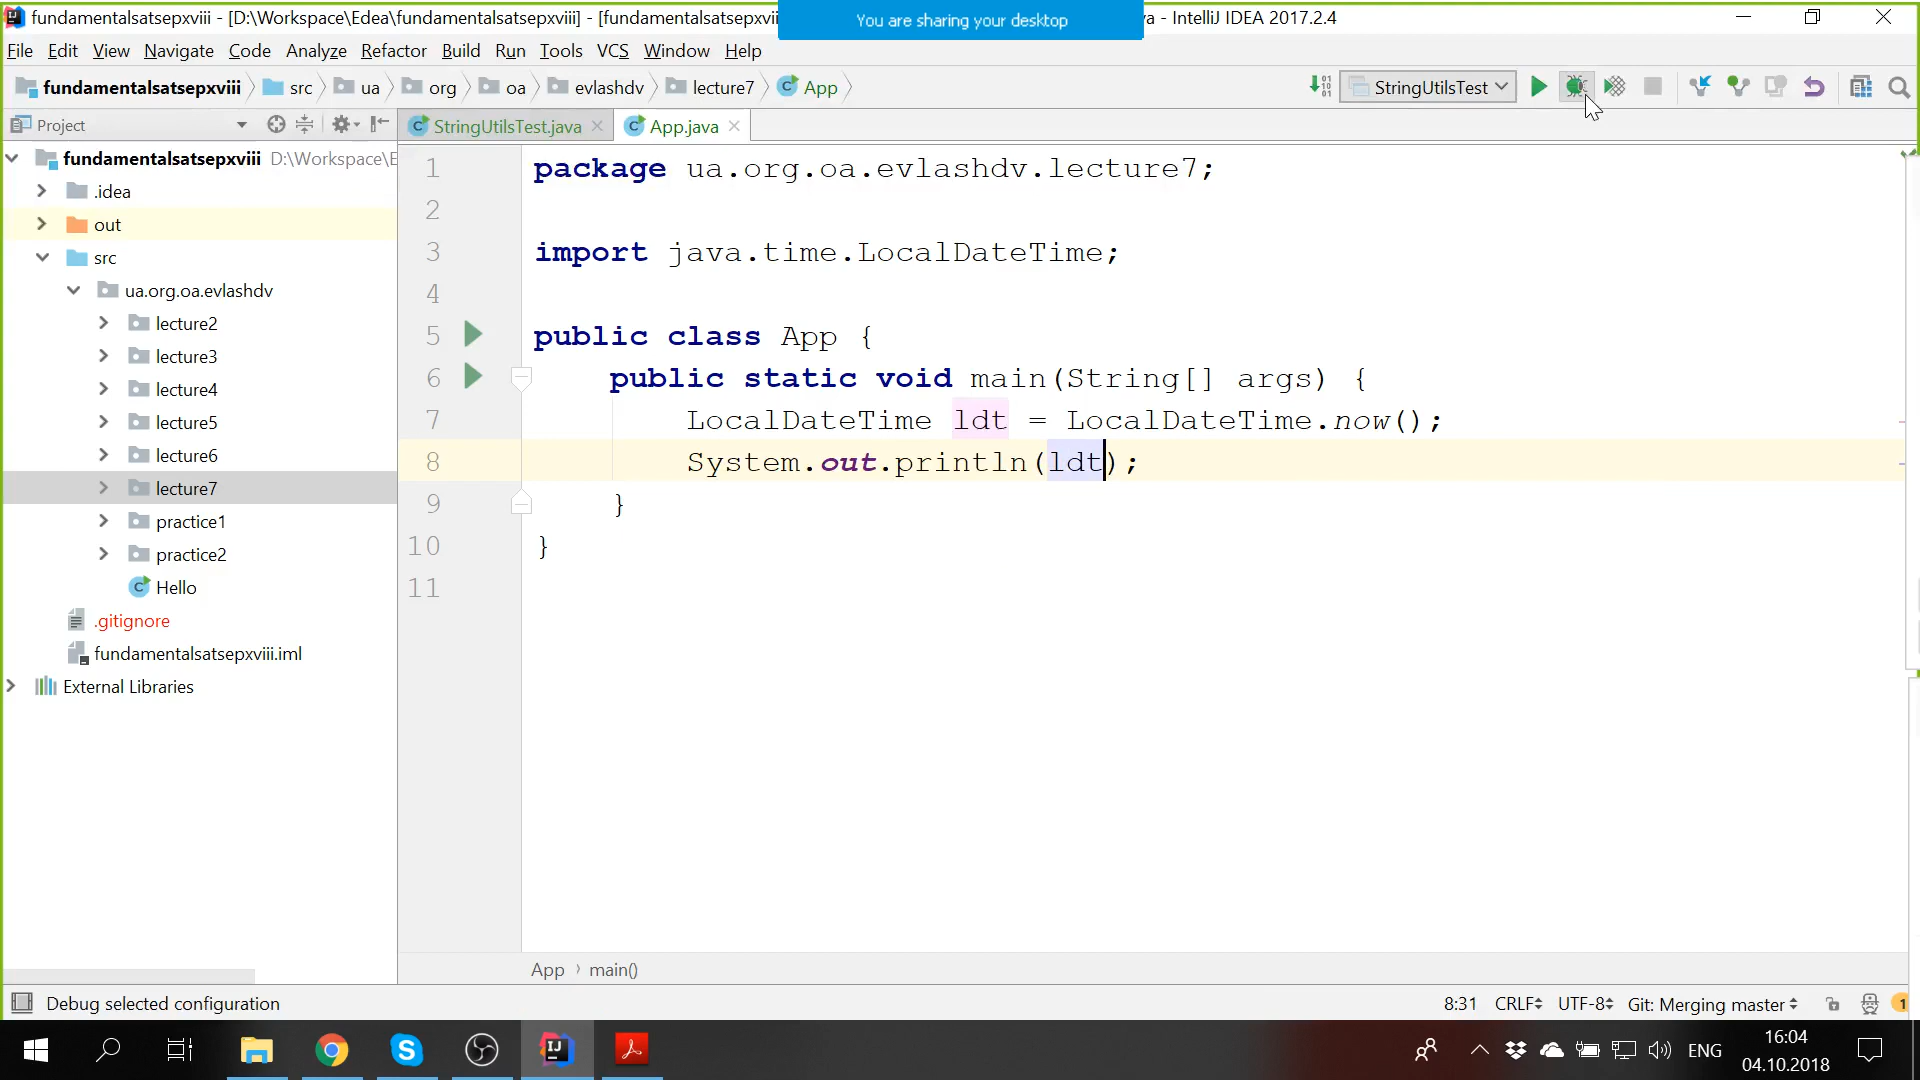 fundamentalsatsepxviii - [D:\Workspace\Edea\fundamentalsatsepxviii] - [fundamentalsatsepxvii
You are sharing your desktop
a - IntelliJ IDEA 2017.2.4
File Edit View Navigate Code Analyze Refactor Build Run Tools VCS Window Help
fundamentalsatsepxviii src ua org oa evlashdv lecture7 App
StringUtilsTest
Project
StringUtilsTest.java App.java
fundamentalsatsepxviii D:\Workspace\E
.idea
out
src
ua.org.oa.evlashdv
lecture2
lecture3
lecture4
lecture5
lecture6
lecture7
practice1
practice2
Hello
.gitignore
fundamentalsatsepxviii.iml
External Libraries
1 package ua.org.oa.evlashdv.lecture7;
2
3 import java.time.LocalDateTime;
4
5 public class App {
6 public static void main(String[] args) {
7 LocalDateTime ldt = LocalDateTime.now();
8 System.out.println(ldt);
9 }
10 }
11
App › main()
Debug selected configuration
8:31 CRLF UTF-8 Git: Merging master 1
ENG
16:04
04.10.2018